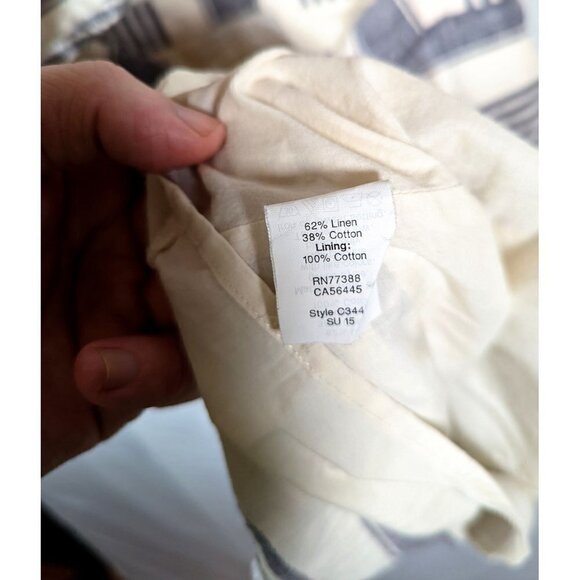 62% Linen
38% Cotton
Lining:
100% Cotton
RN77388
CA56445
Style C344
SU 15